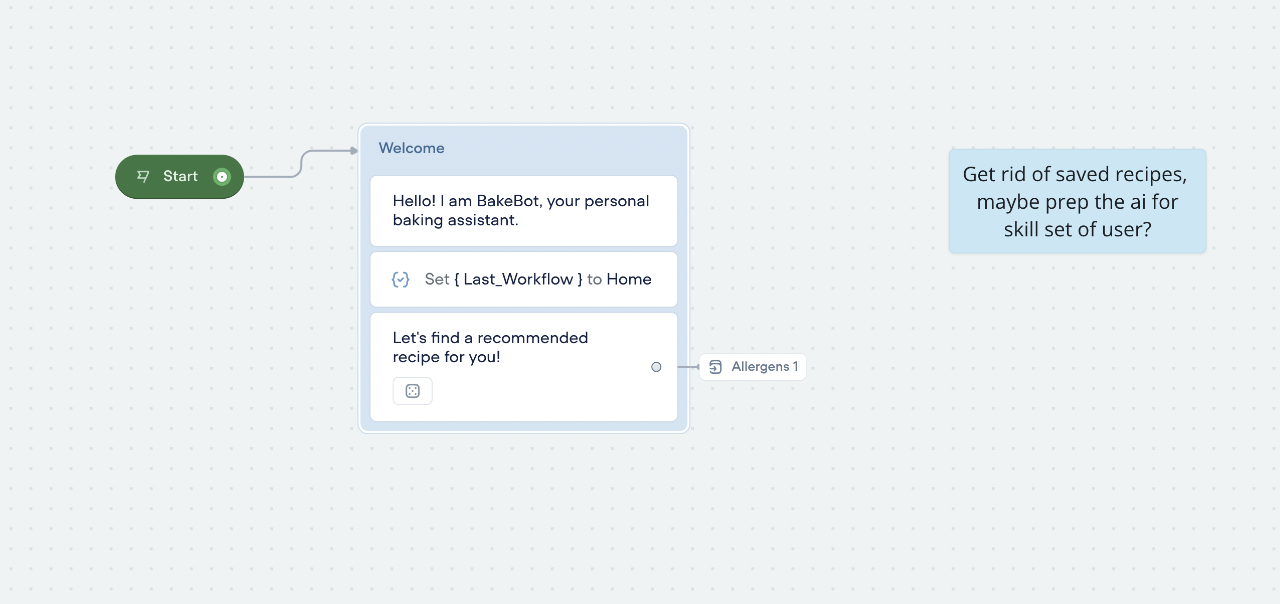 Start
Welcome
Hello! I am BakeBot, your personal
baking assistant.
Set { Last_Workflow } to Home
Let's find a recommended
recipe for you!
Allergens 1
Get rid of saved recipes,
maybe prep the ai for
skill set of user?